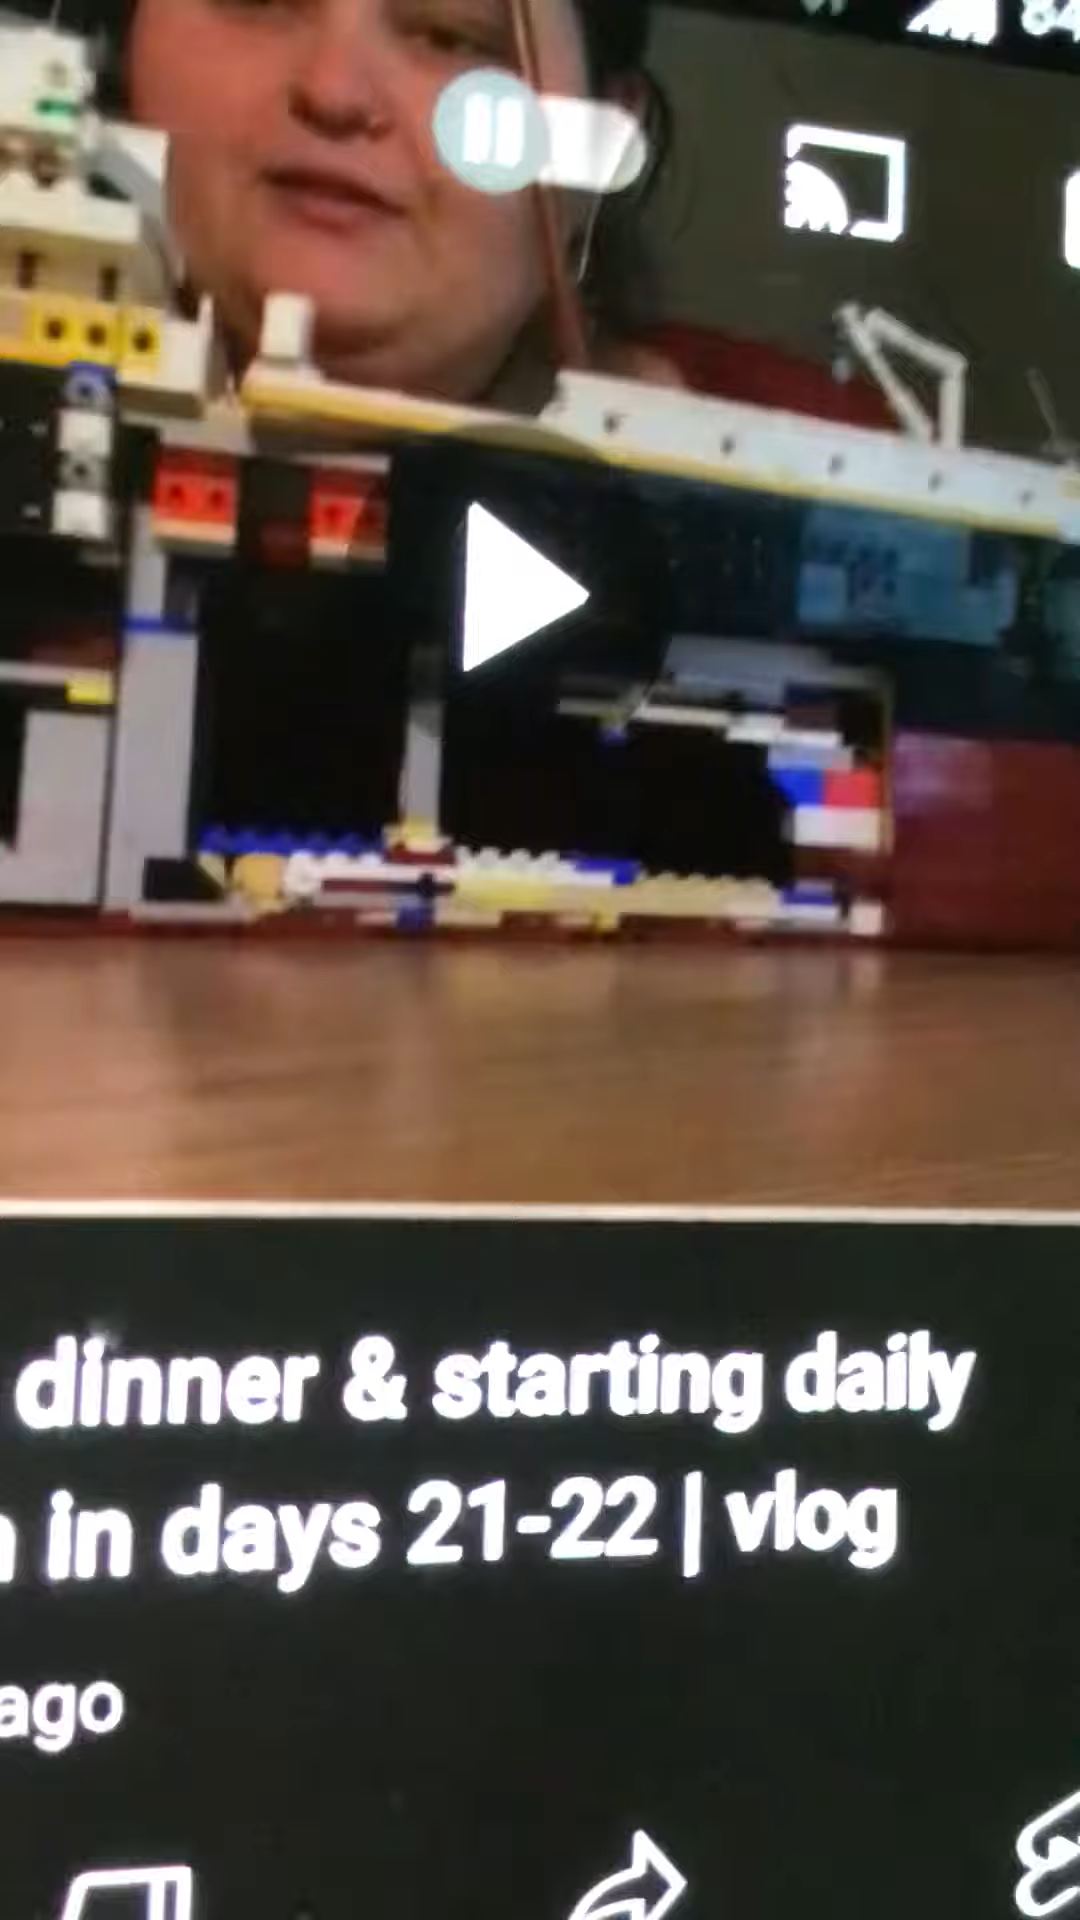 dinner & starting daily
in days 21-22 | vlog
ago